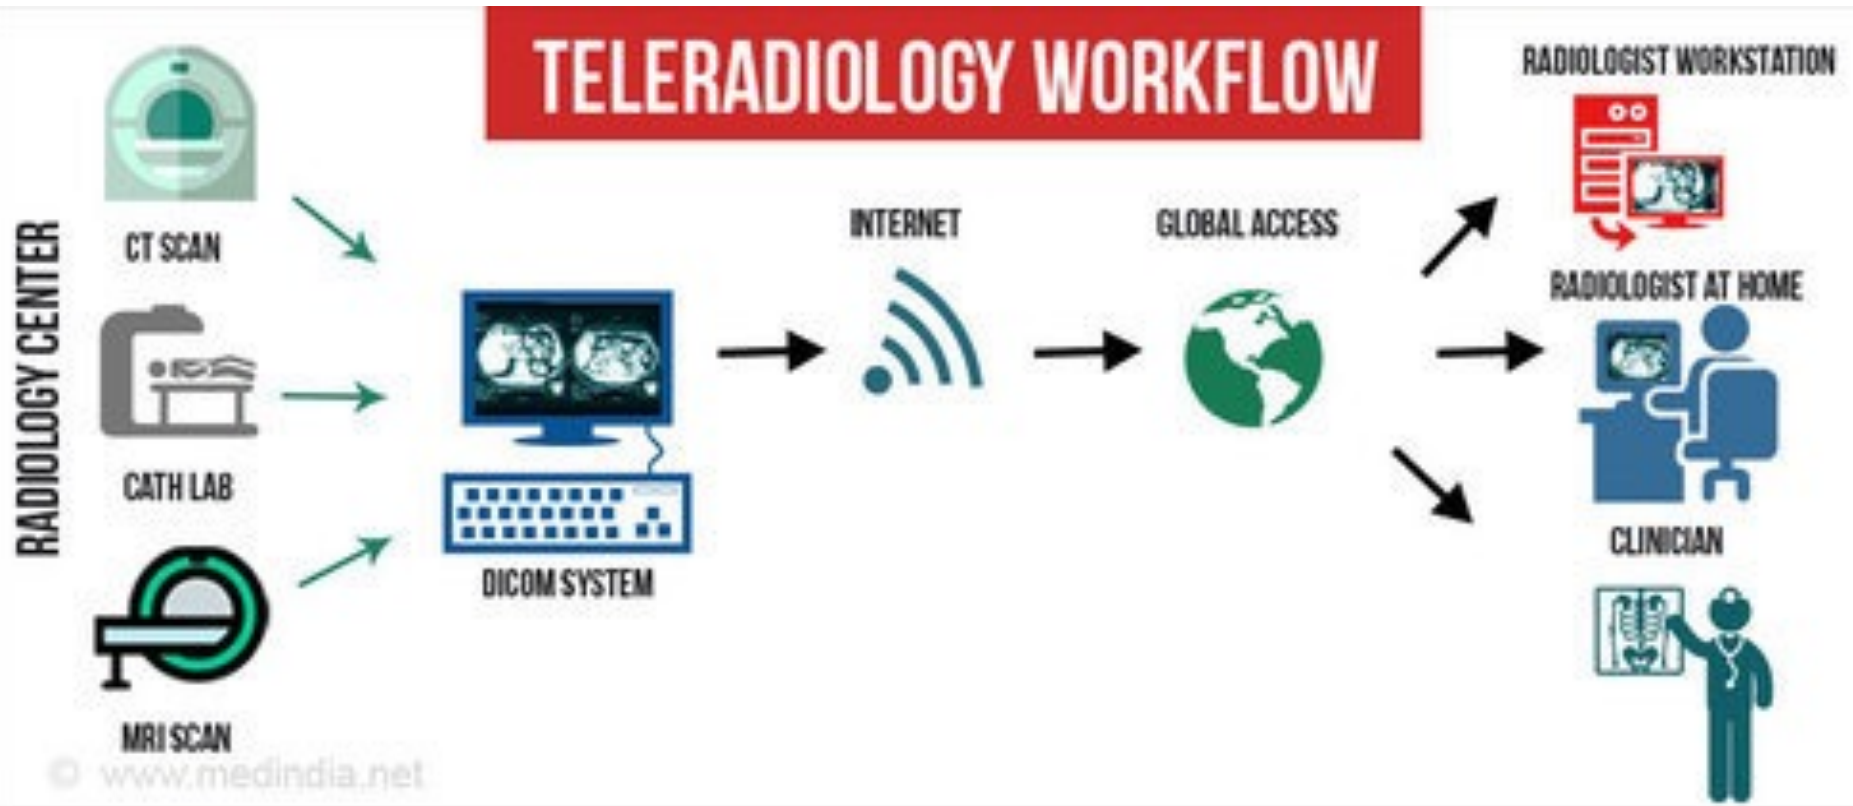 TELERADIOLOGY WORKFLOW
RADIOLOGY CENTER
CT SCAN
CATH LAB
MRI SCAN
DICOM SYSTEM
INTERNET
GLOBAL ACCESS
RADIOLOGIST WORKSTATION
RADIOLOGIST AT HOME
CLINICIAN
© www.medindia.net